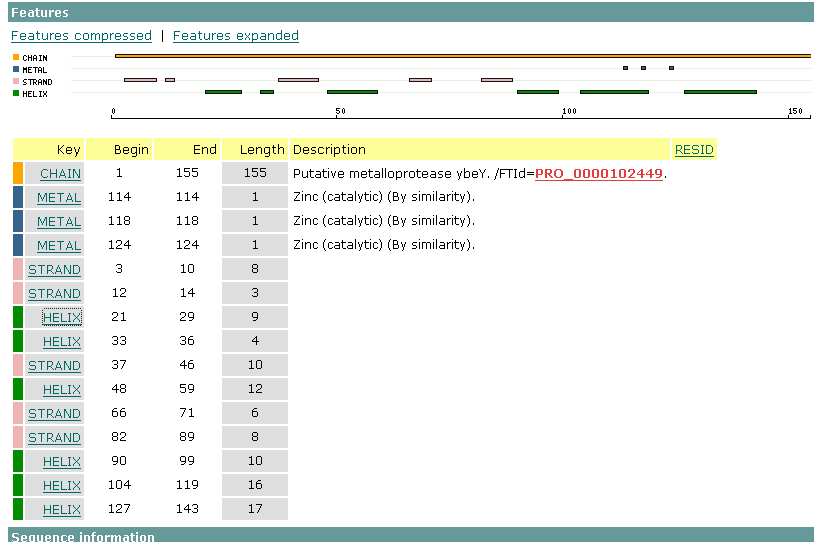 Features
Features compressed | Features expanded
CHAIN
METAL
STRAND
HELIX
0 50 100 150
Key Begin End Length Description RESID
CHAIN 1 155 155 Putative metalloprotease ybeY. /FTId=PRO_0000102449.
METAL 114 114 1 Zinc (catalytic) (By similarity).
METAL 118 118 1 Zinc (catalytic) (By similarity).
METAL 124 124 1 Zinc (catalytic) (By similarity).
STRAND 3 10 8
STRAND 12 14 3
HELIX 21 29 9
HELIX 33 36 4
STRAND 37 46 10
HELIX 48 59 12
STRAND 66 71 6
STRAND 82 89 8
HELIX 90 99 10
HELIX 104 119 16
HELIX 127 143 17
Sequence information